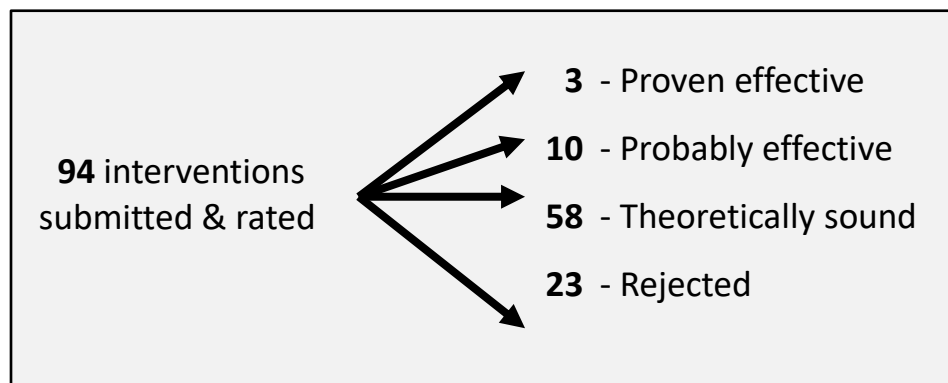 94 interventions
submitted & rated
3 - Proven effective
10 - Probably effective
58 - Theoretically sound
23 - Rejected